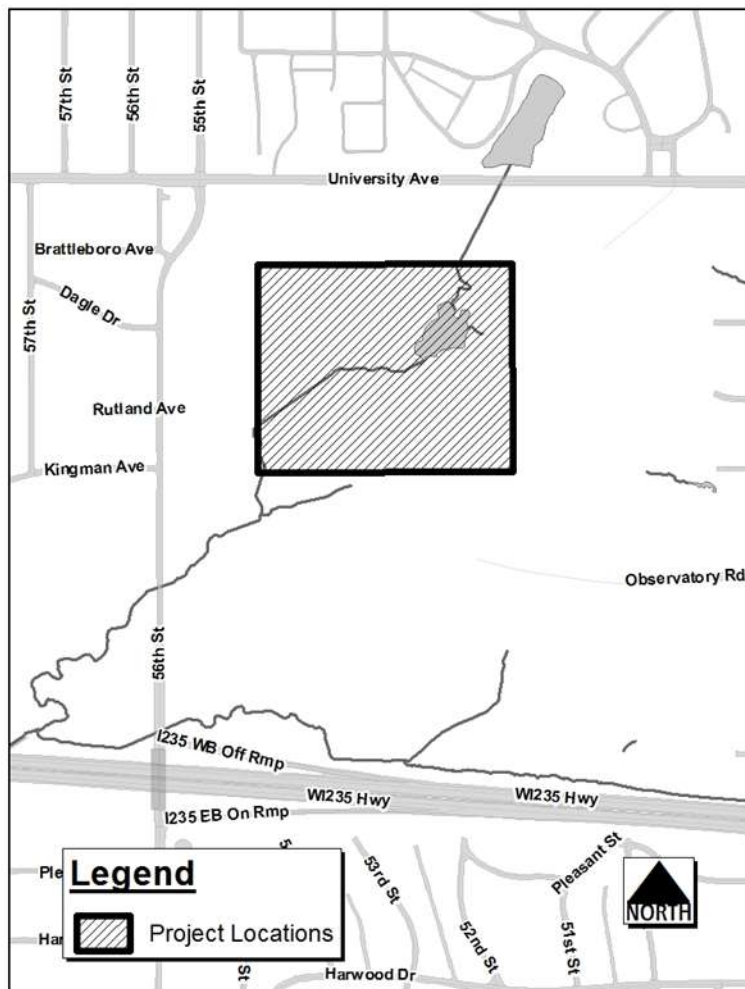 57th St
56th St
55th St
University Ave
Brattleboro Ave
Dagle Dr
57th St
Rutland Ave
Kingman Ave
Observatory Rd
56th St
I235 WB Off Rmp
WI235 Hwy
WI235 Hwy
I235 EB On Rmp
Pleasant St
53rd St
52nd St
51st St
St
Harwood Dr
Legend
Project Locations
NORTH